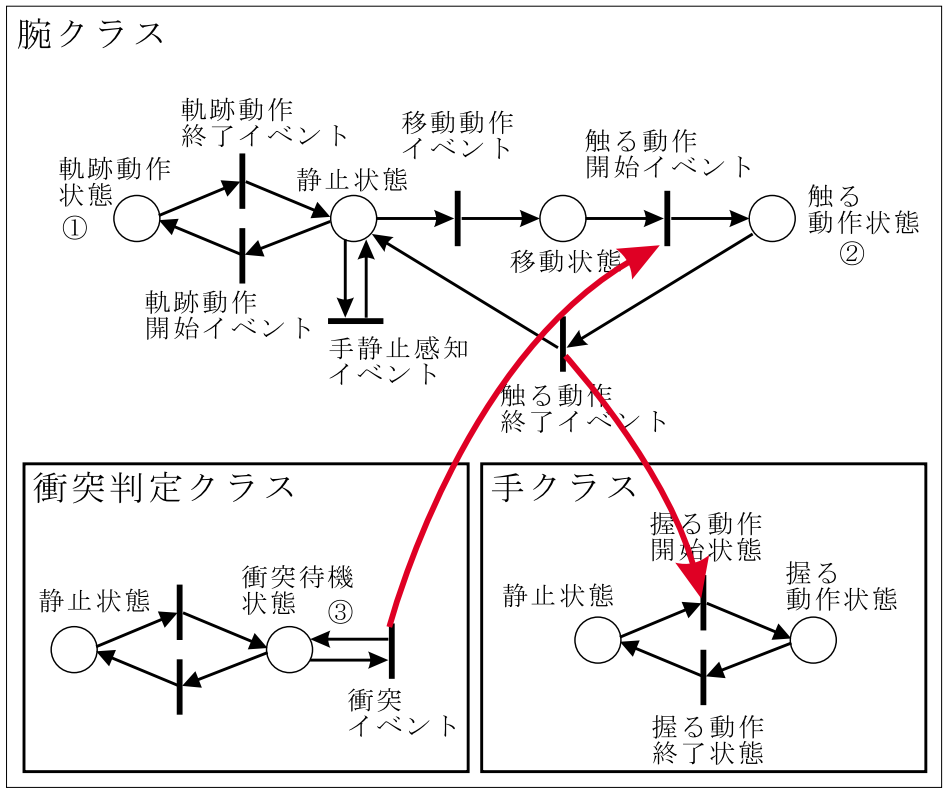 腕クラス
軌跡動作
終了イベント
移動動作
イベント
触る動作
開始イベント
軌跡動作
状態
①
静止状態
触る
動作状態
②
移動状態
軌跡動作
開始イベント
手静止感知
イベント
触る動作
終了イベント
衝突判定クラス
静止状態
衝突待機
状態
③
衝突
イベント
手クラス
握る動作
開始状態
静止状態
握る
動作状態
握る動作
終了状態